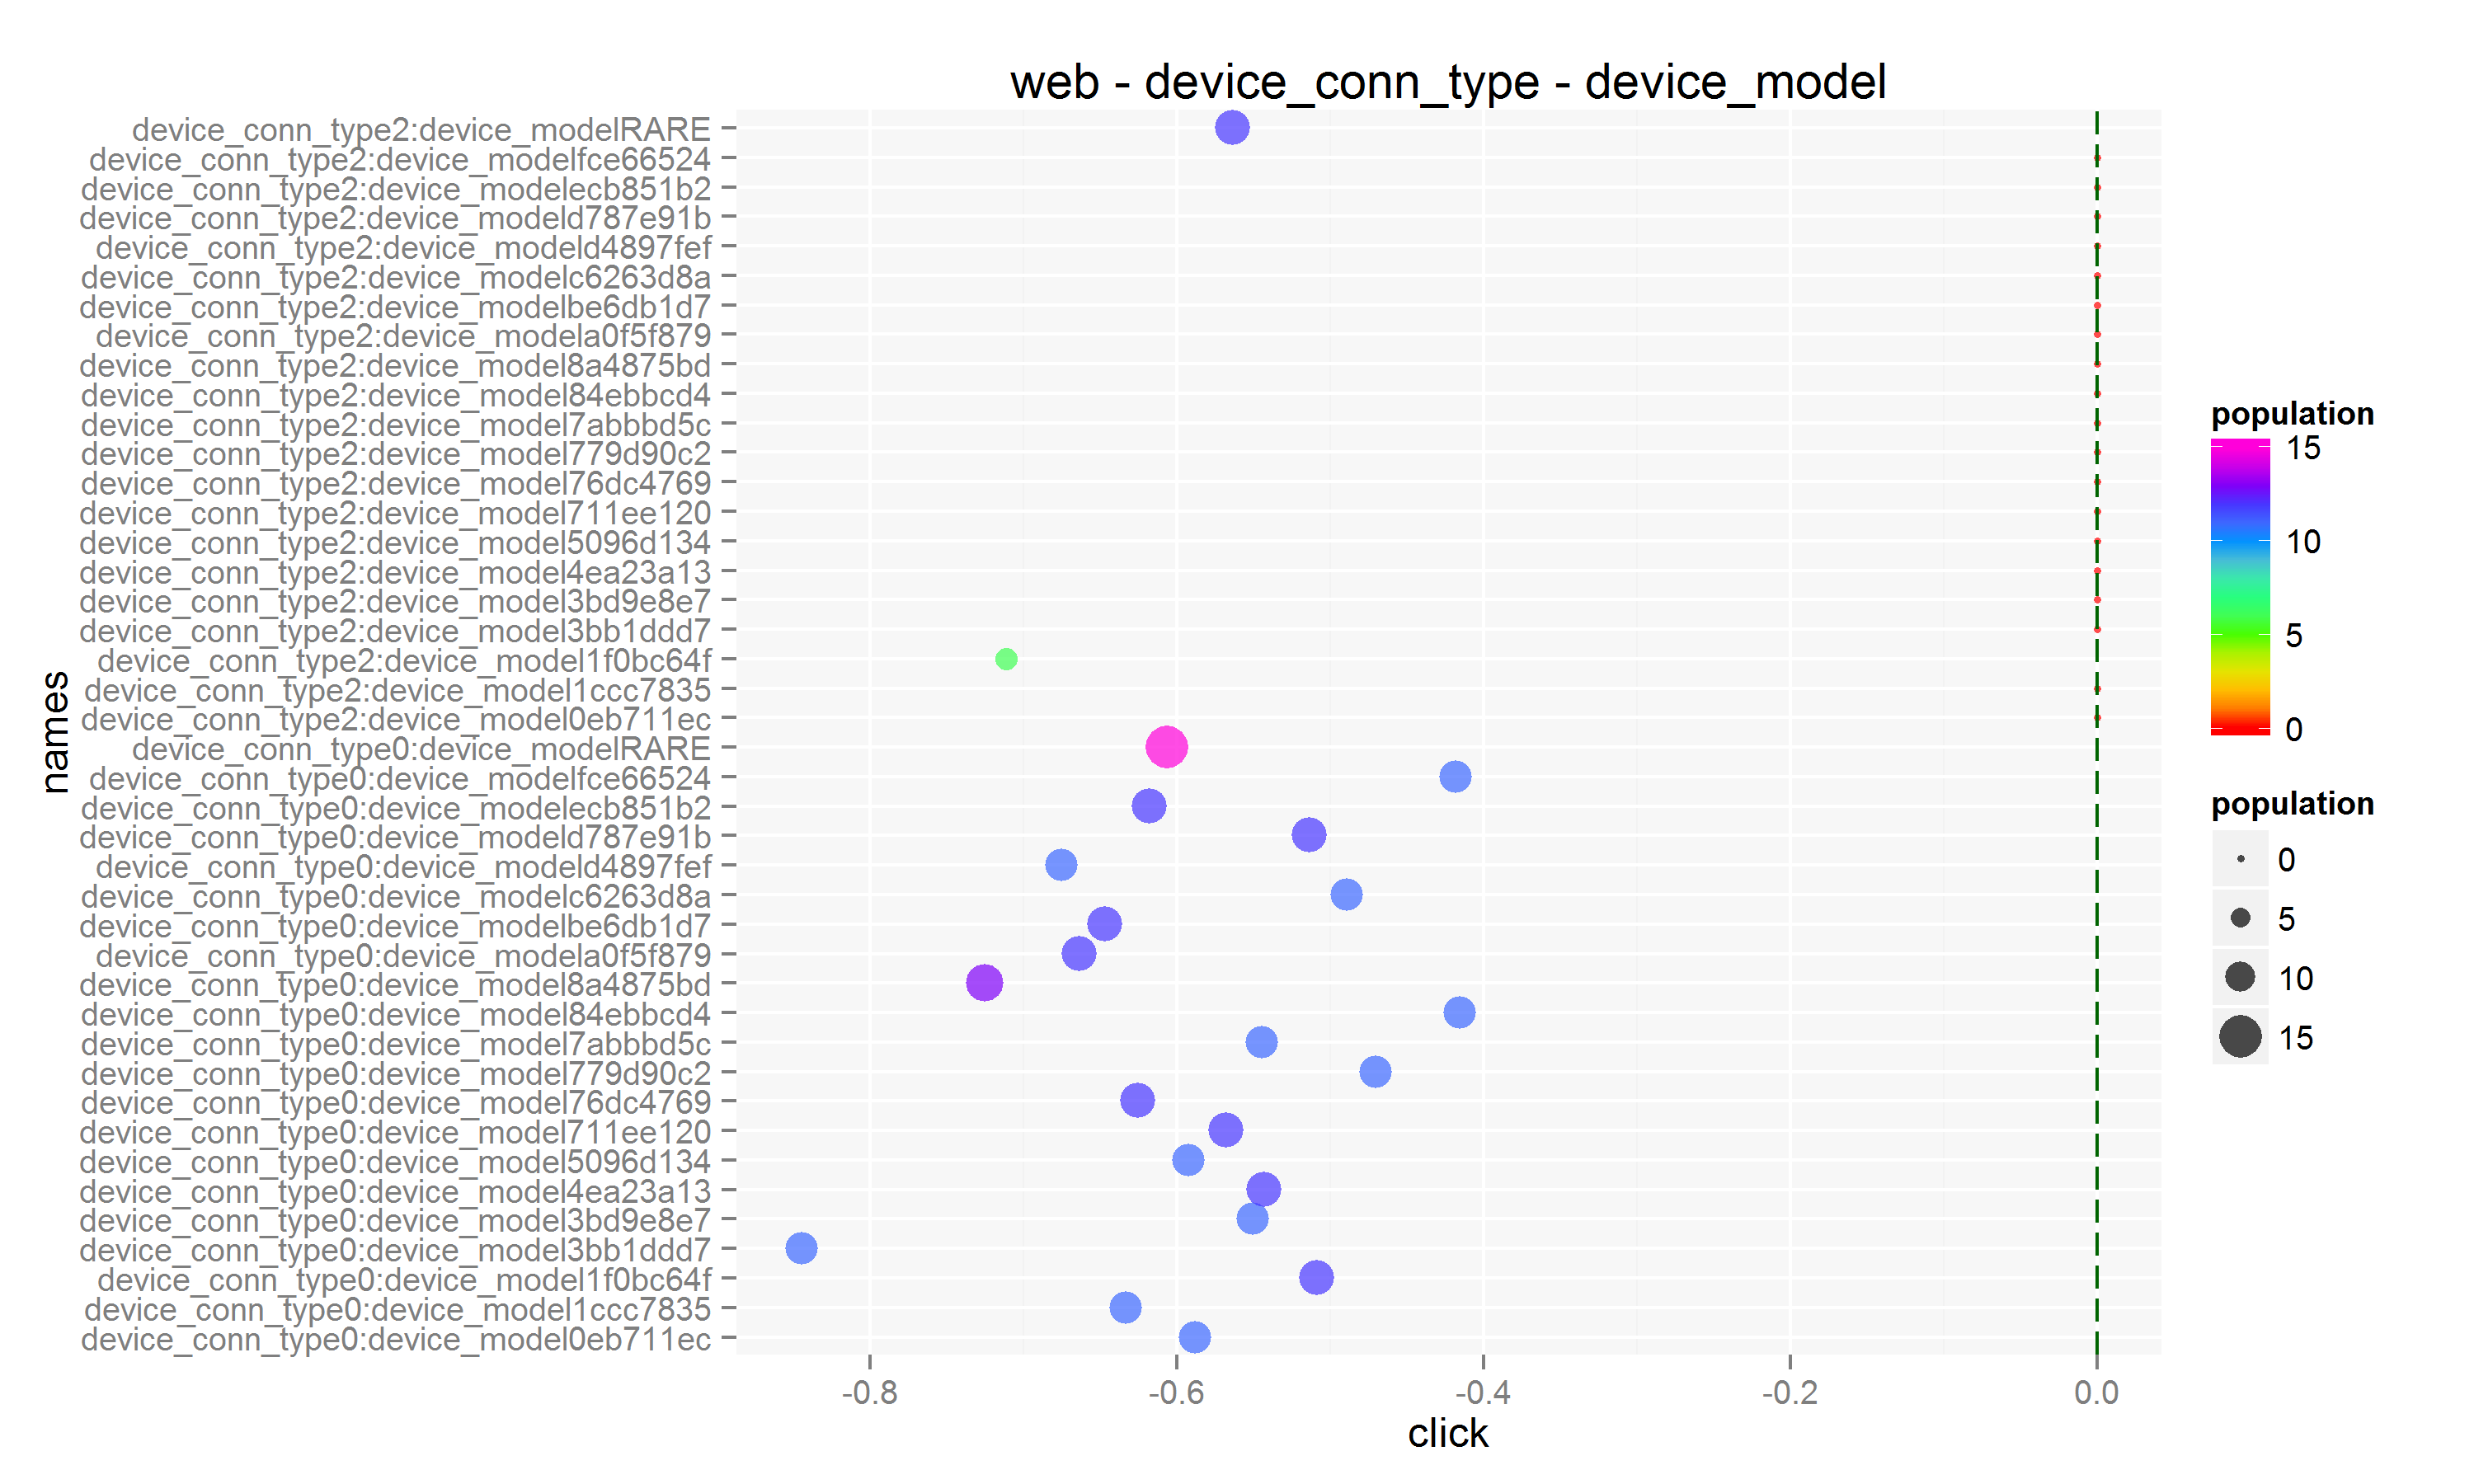 web - device_conn_type - device_model
names
device_conn_type2:device_modelRARE
device_conn_type2:device_modelfce66524
device_conn_type2:device_modelecb851b2
device_conn_type2:device_modeld787e91b
device_conn_type2:device_modeld4897fef
device_conn_type2:device_modelc6263d8a
device_conn_type2:device_modelbe6db1d7
device_conn_type2:device_modela0f5f879
device_conn_type2:device_model8a4875bd
device_conn_type2:device_model84ebbcd4
device_conn_type2:device_model7abbbd5c
device_conn_type2:device_model779d90c2
device_conn_type2:device_model76dc4769
device_conn_type2:device_model711ee120
device_conn_type2:device_model5096d134
device_conn_type2:device_model4ea23a13
device_conn_type2:device_model3bd9e8e7
device_conn_type2:device_model3bb1ddd7
device_conn_type2:device_model1f0bc64f
device_conn_type2:device_model1ccc7835
device_conn_type2:device_model0eb711ec
device_conn_type0:device_modelRARE
device_conn_type0:device_modelfce66524
device_conn_type0:device_modelecb851b2
device_conn_type0:device_modeld787e91b
device_conn_type0:device_modeld4897fef
device_conn_type0:device_modelc6263d8a
device_conn_type0:device_modelbe6db1d7
device_conn_type0:device_modela0f5f879
device_conn_type0:device_model8a4875bd
device_conn_type0:device_model84ebbcd4
device_conn_type0:device_model7abbbd5c
device_conn_type0:device_model779d90c2
device_conn_type0:device_model76dc4769
device_conn_type0:device_model711ee120
device_conn_type0:device_model5096d134
device_conn_type0:device_model4ea23a13
device_conn_type0:device_model3bd9e8e7
device_conn_type0:device_model3bb1ddd7
device_conn_type0:device_model1f0bc64f
device_conn_type0:device_model1ccc7835
device_conn_type0:device_model0eb711ec
-0.8 -0.6 -0.4 -0.2 0.0
click
population
15
10
5
0
population
0
5
10
15